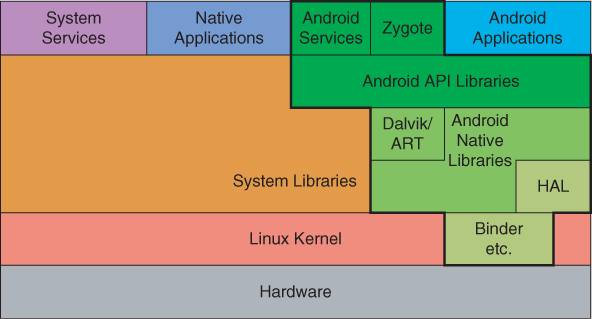 System
Services
Native
Applications
Android
Services
Zygote
Android
Applications
Android API Libraries
Dalvik/
ART
Android
Native
Libraries
System Libraries
HAL
Linux Kernel
Binder
etc.
Hardware